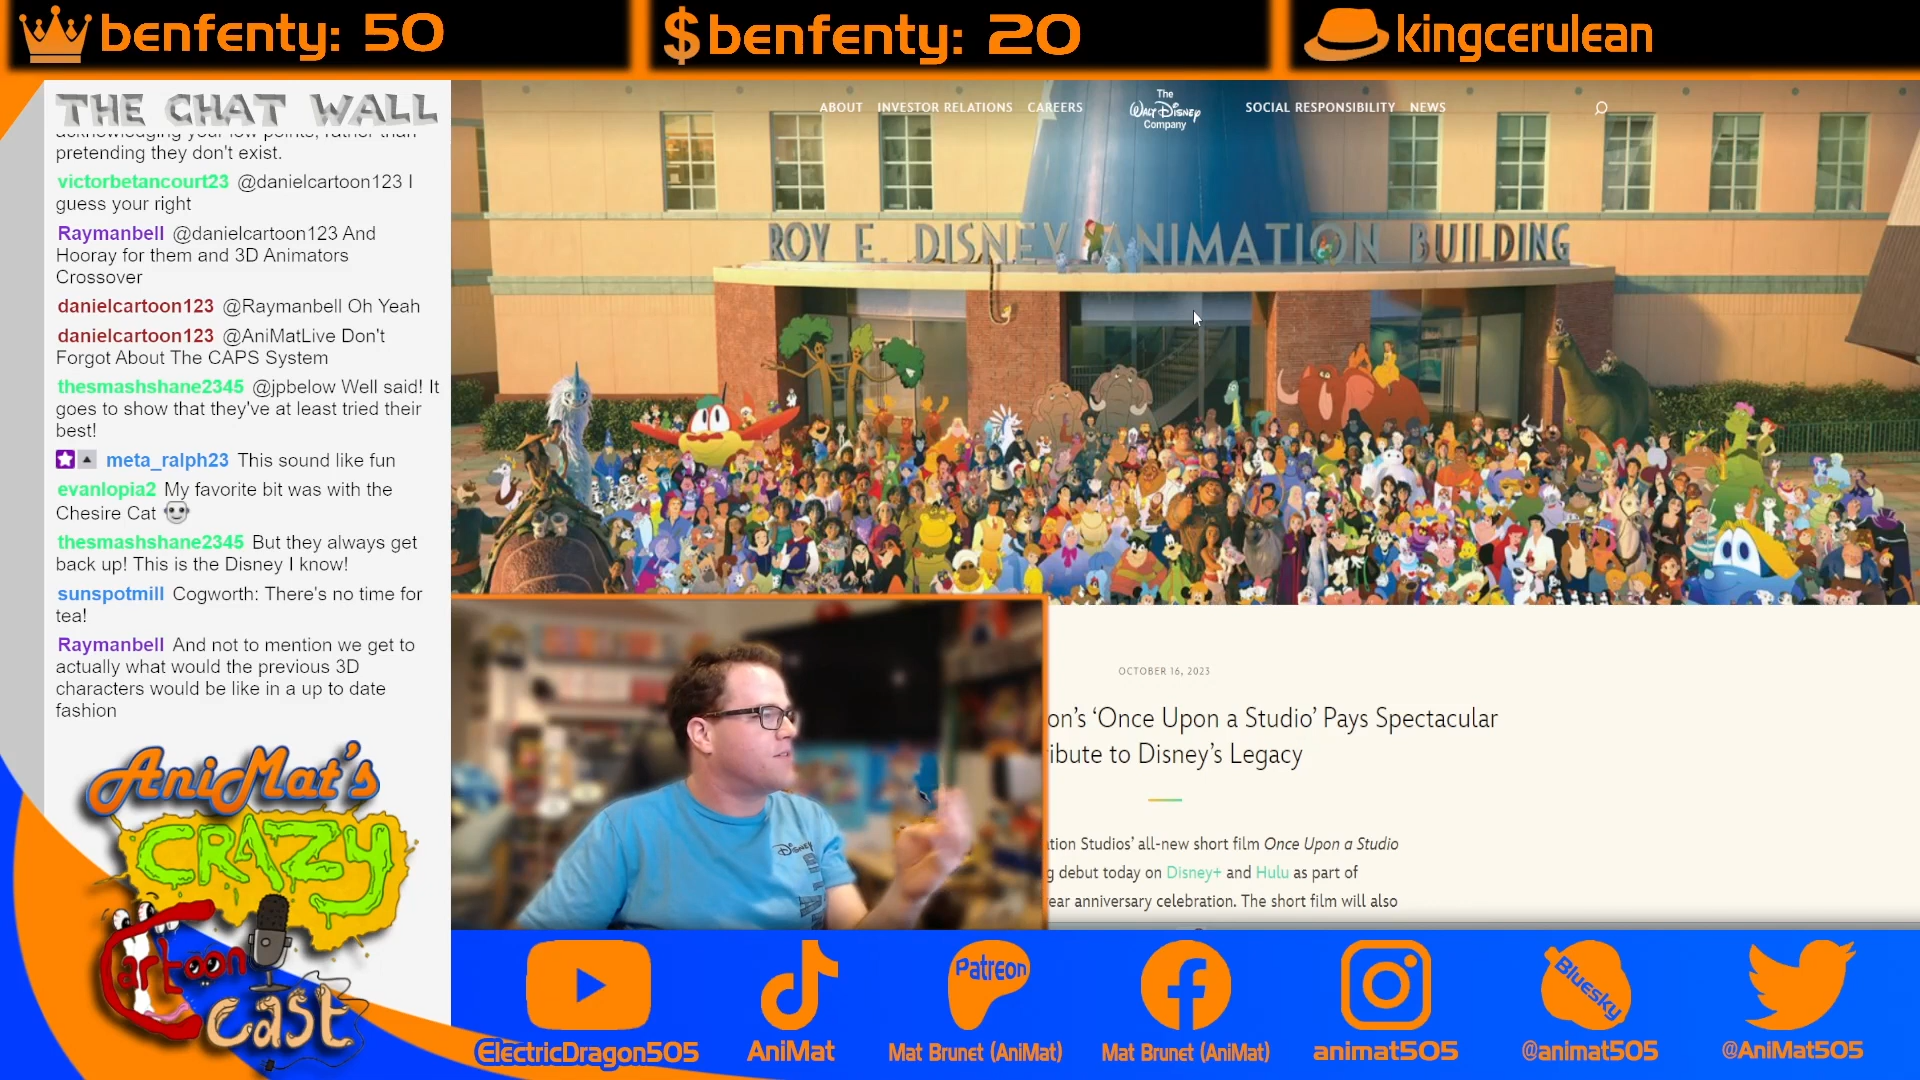 benfenty: 50
$ benfenty: 20
kingcerulean
THE CHAT WALL
acknowledging your low points, rather than
pretending they don't exist.
victorbetancourt23 @danielcartoon123 I
guess your right
Raymanbell @danielcartoon123 And
Hooray for them and 3D Animators
Crossover
danielcartoon123 @Raymanbell Oh Yeah
danielcartoon123 @AniMatLive Don't
Forgot About The CAPS System
thesmashshane2345 @jpbelow Well said! It
goes to show that they've at least tried their
best!
meta_ralph23 This sound like fun
evanlopia2 My favorite bit was with the
Chesire Cat
thesmashshane2345 But they always get
back up! This is the Disney I know!
sunspotmill Cogworth: There's no time for
tea!
Raymanbell And not to mention we get to
actually what would the previous 3D
characters would be like in a up to date
fashion
AniMat's
CRAZY
Cartoon
Cast
ABOUT INVESTOR RELATIONS CAREERS
The
Walt Disney
Company
SOCIAL RESPONSIBILITY NEWS
ROY E. DISNEY ANIMATION BUILDING
OCTOBER 16, 2023
on's 'Once Upon a Studio' Pays Spectacular
ibute to Disney's Legacy
ation Studios' all-new short film Once Upon a Studio
g debut today on Disney+ and Hulu as part of
ear anniversary celebration. The short film will also
DISNEY
Patreon
Bluesky
ElectricDragon505
AniMat
Mat Brunet (AniMat)
Mat Brunet (AniMat)
animat505
@animat505
@AniMat505